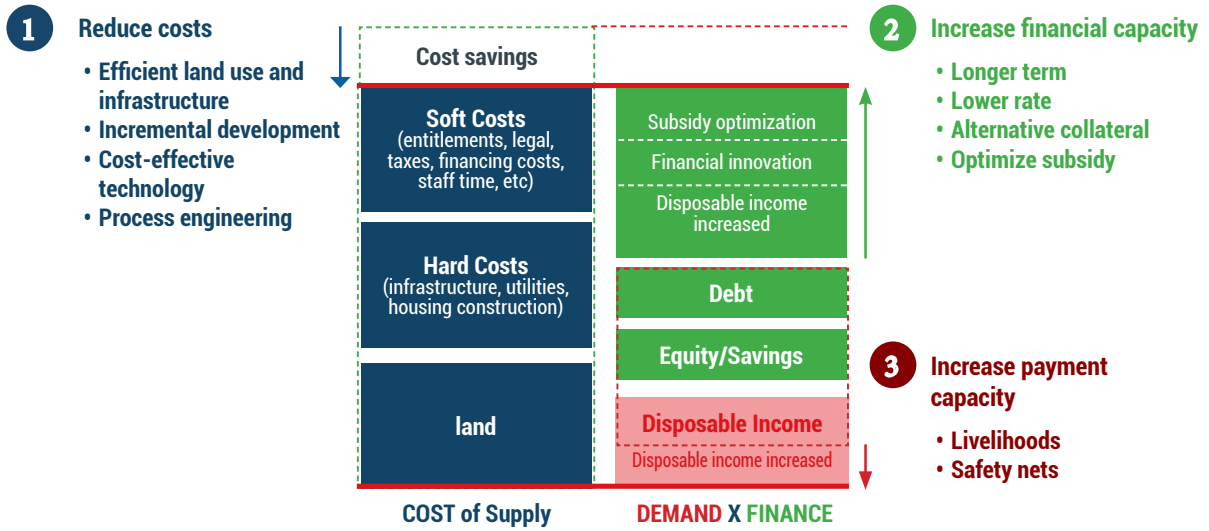 1
Reduce costs
• Efficient land use and
infrastructure
• Incremental development
• Cost-effective
technology
• Process engineering
Cost savings
Soft Costs
(entitlements, legal,
taxes, financing costs,
staff time, etc)
Hard Costs
(infrastructure, utilities,
housing construction)
land
COST of Supply
Subsidy optimization
Financial innovation
Disposable income
increased
Debt
Equity/Savings
Disposable Income
Disposable income increased
DEMAND X FINANCE
2
Increase financial capacity
• Longer term
• Lower rate
• Alternative collateral
• Optimize subsidy
3
Increase payment
capacity
• Livelihoods
• Safety nets